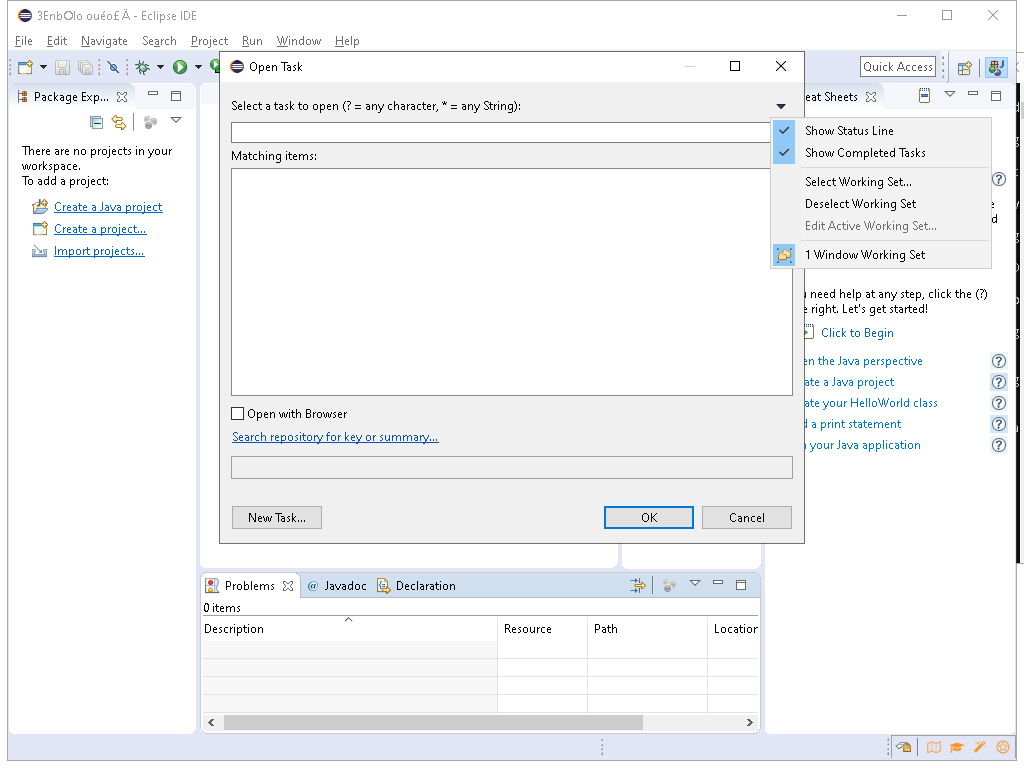 3EnbOlo ouéo£Ä - Eclipse IDE
File Edit Navigate Search Project Run Window Help
Quick Access
Package Exp...
There are no projects in your
workspace.
To add a project:
Create a Java project
Create a project...
Import projects...
Open Task
Select a task to open (? = any character, * = any String):
Matching items:
Open with Browser
Search repository for key or summary...
New Task...
OK
Cancel
Show Status Line
Show Completed Tasks
Select Working Set...
Deselect Working Set
Edit Active Working Set...
1 Window Working Set
eat Sheets
need help at any step, click the (?)
e right. Let's get started!
Click to Begin
en the Java perspective
ate a Java project
ate your HelloWorld class
d a print statement
your Java application
Problems
@ Javadoc
Declaration
0 items
Description
Resource
Path
Location